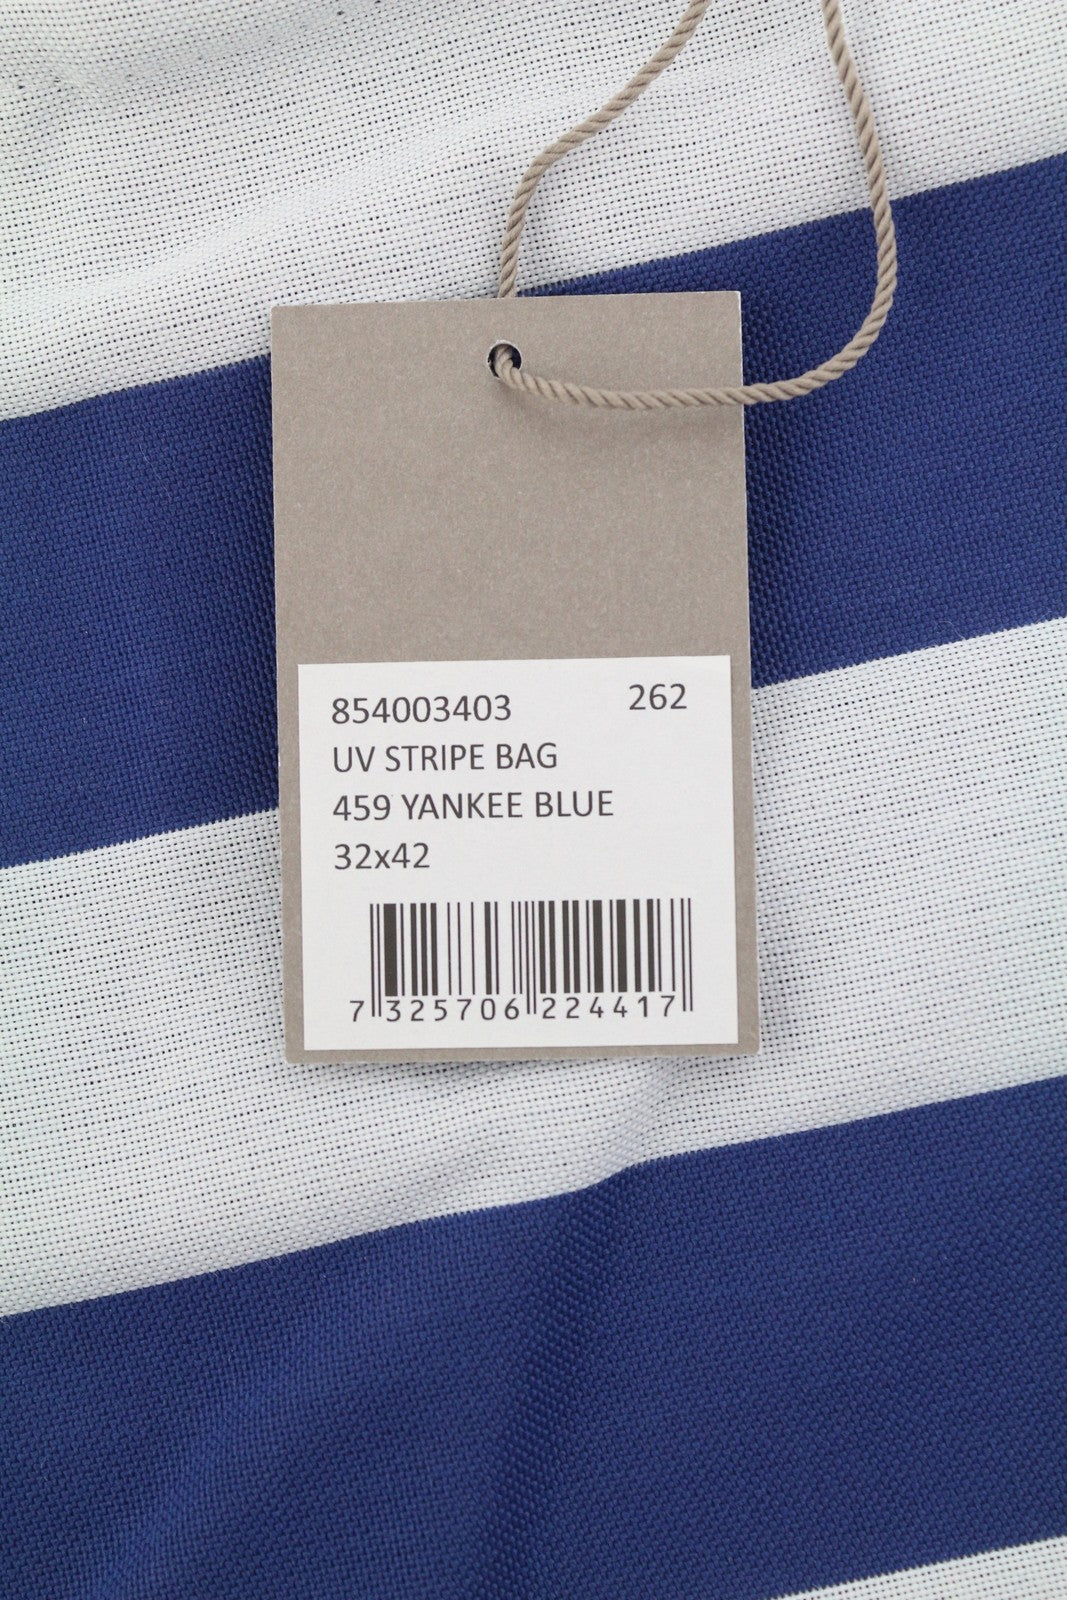 854003403 262
UV STRIPE BAG
459 YANKEE BLUE
32x42
7 325706 224417